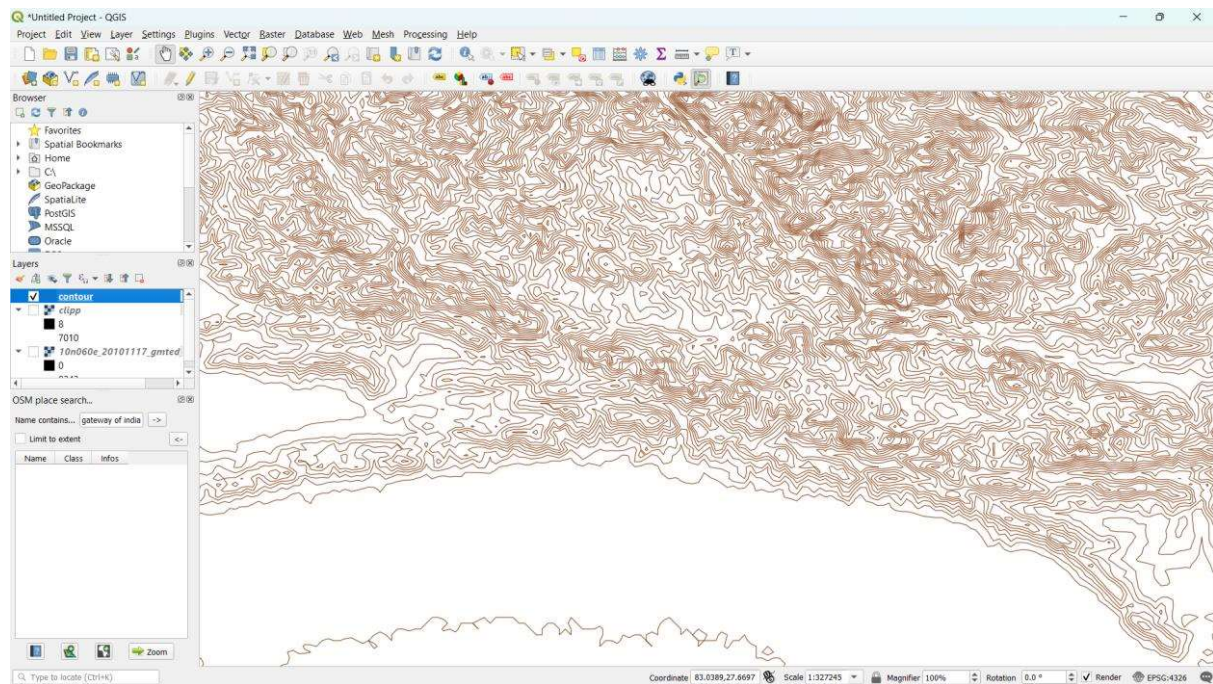 *Untitled Project - QGIS
Project Edit View Layer Settings Plugins Vector Raster Database Web Mesh Processing Help
Browser
Favorites
Spatial Bookmarks
Home
C:\
GeoPackage
SpatiaLite
PostGIS
MSSQL
Oracle
Layers
contour
clipp
8
7010
10n060e_20101117_gmted_
0
OSM place search...
Name contains... gateway of india ->
Limit to extent <-
Name Class Infos
Zoom
Type to locate (Ctrl+K) Coordinate 83.0389,27.6697 Scale 1:327245 Magnifier 100% Rotation 0.0 ° Render EPSG:4326